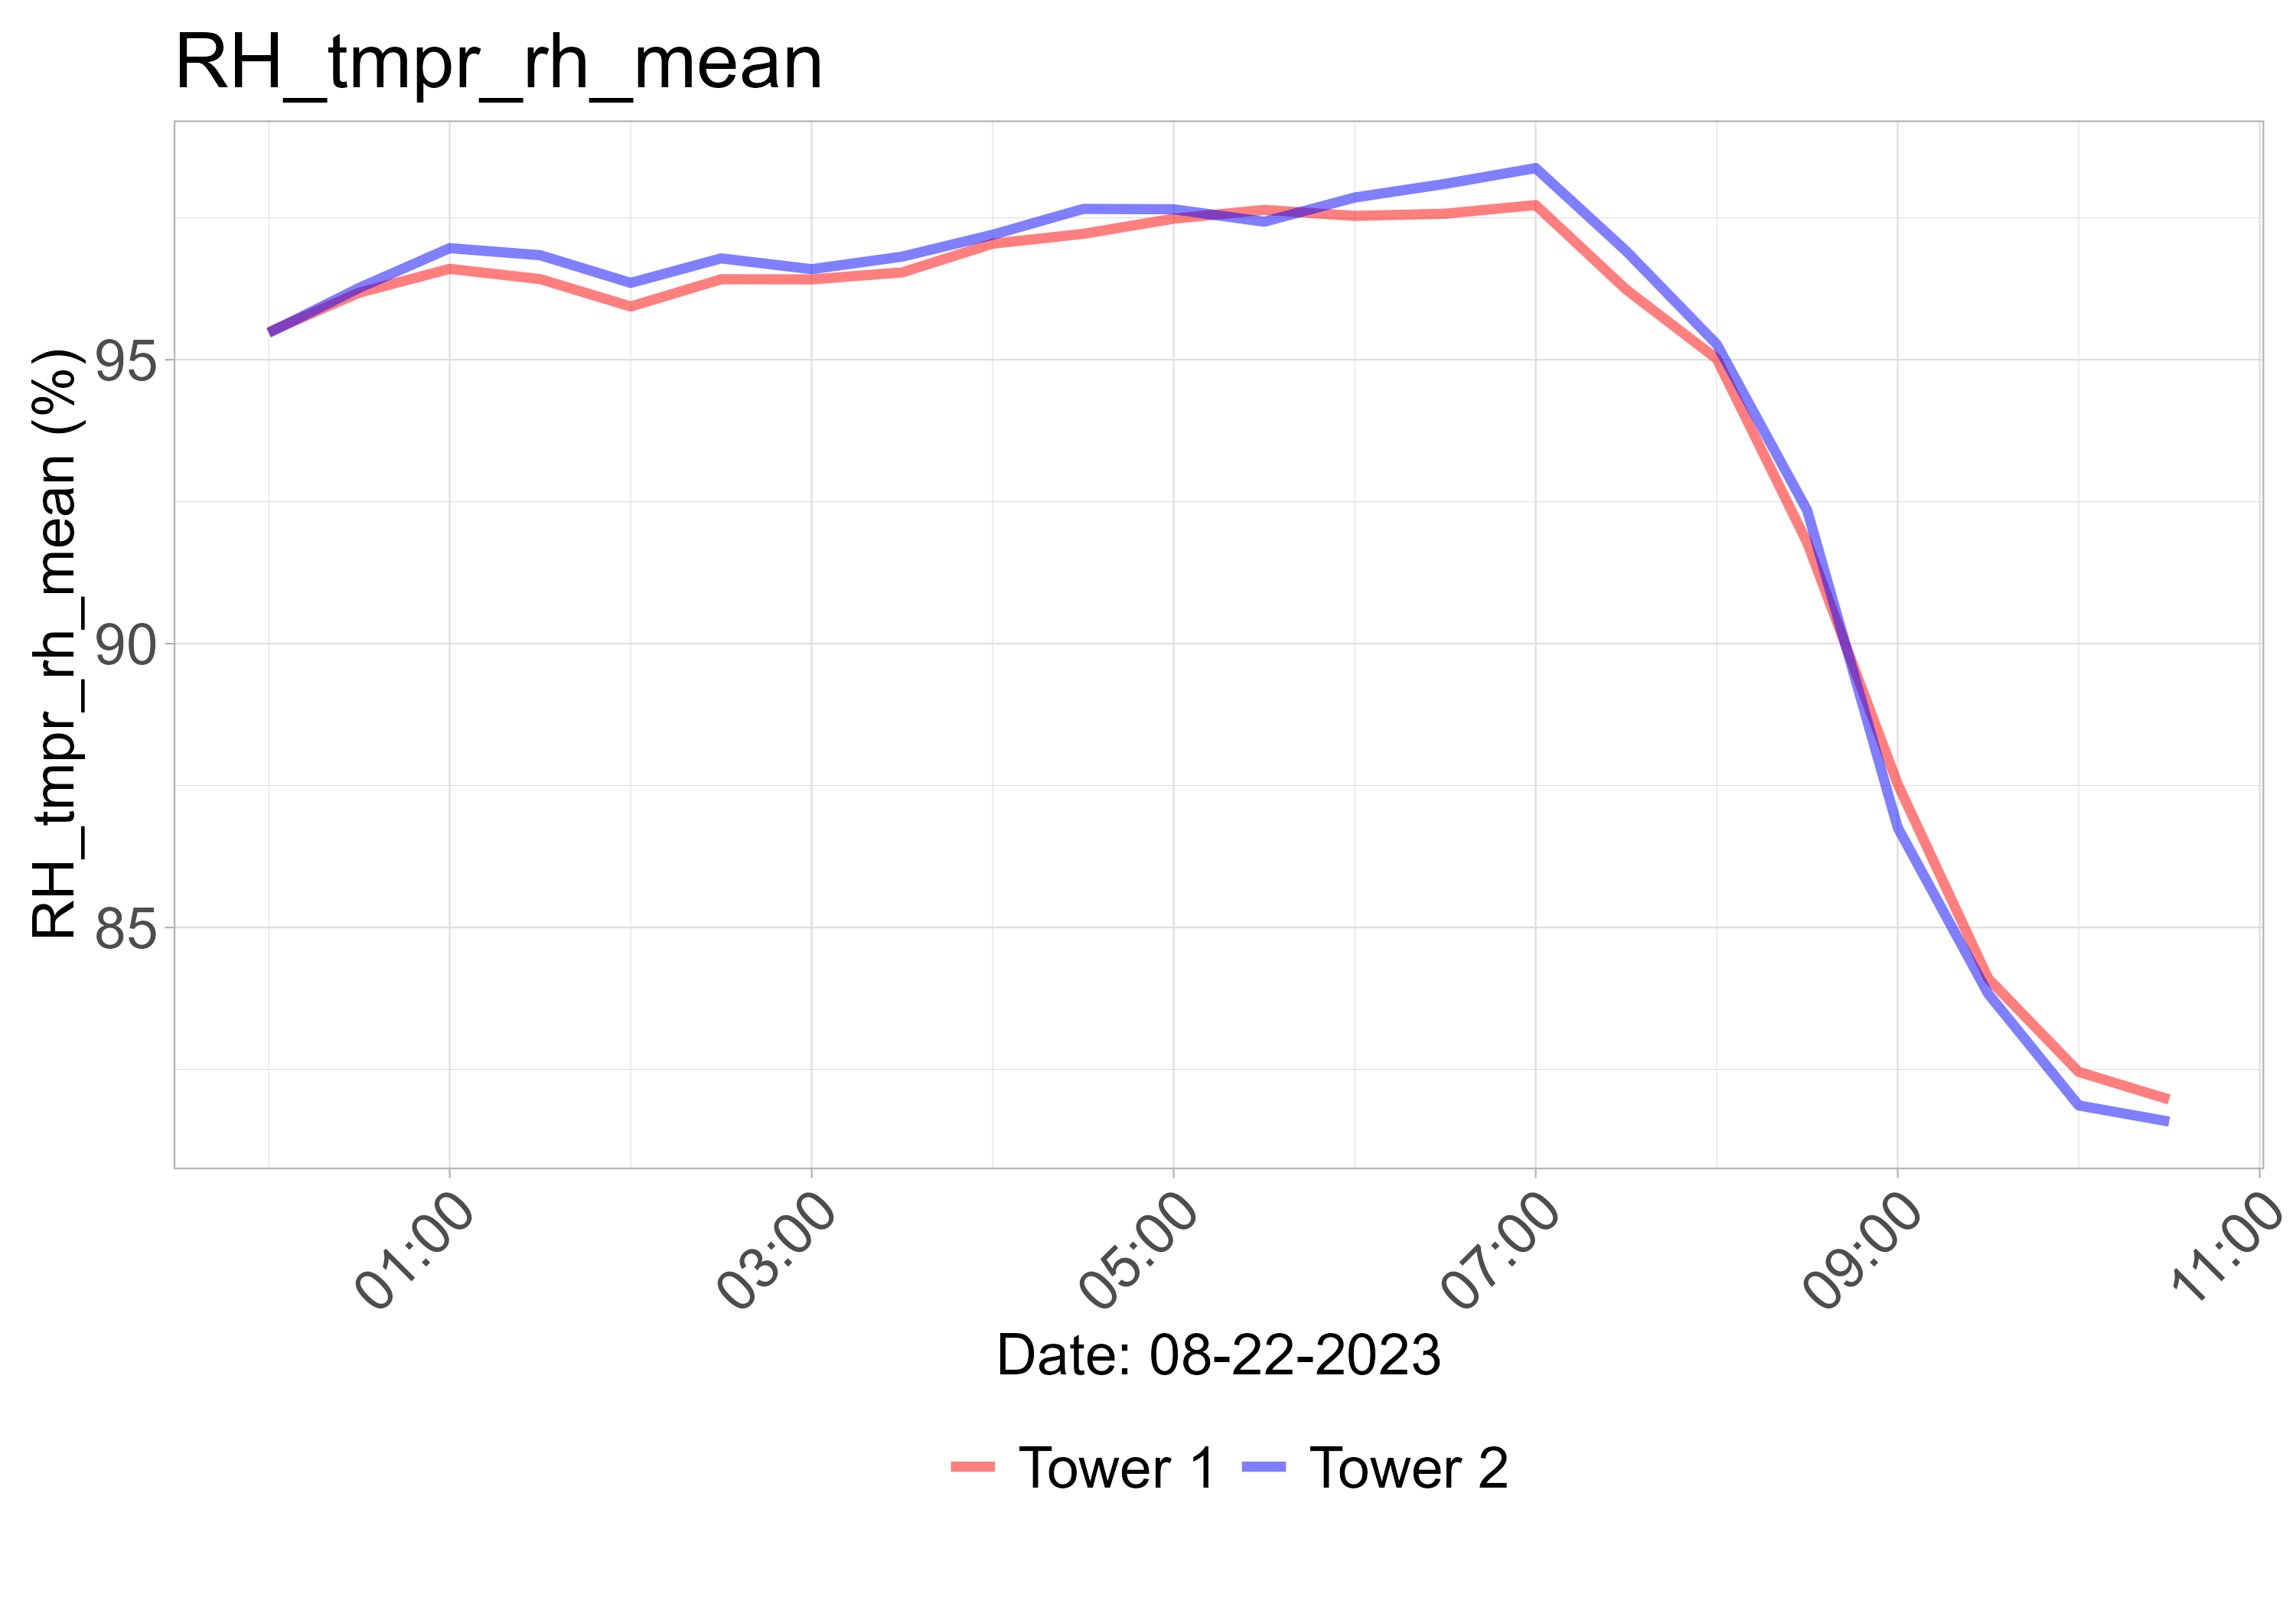 RH_tmpr_rh_mean
RH_tmpr_rh_mean (%)
95
90
85
01:00
03:00
05:00
07:00
09:00
11:00
Date: 08-22-2023
Tower 1
Tower 2